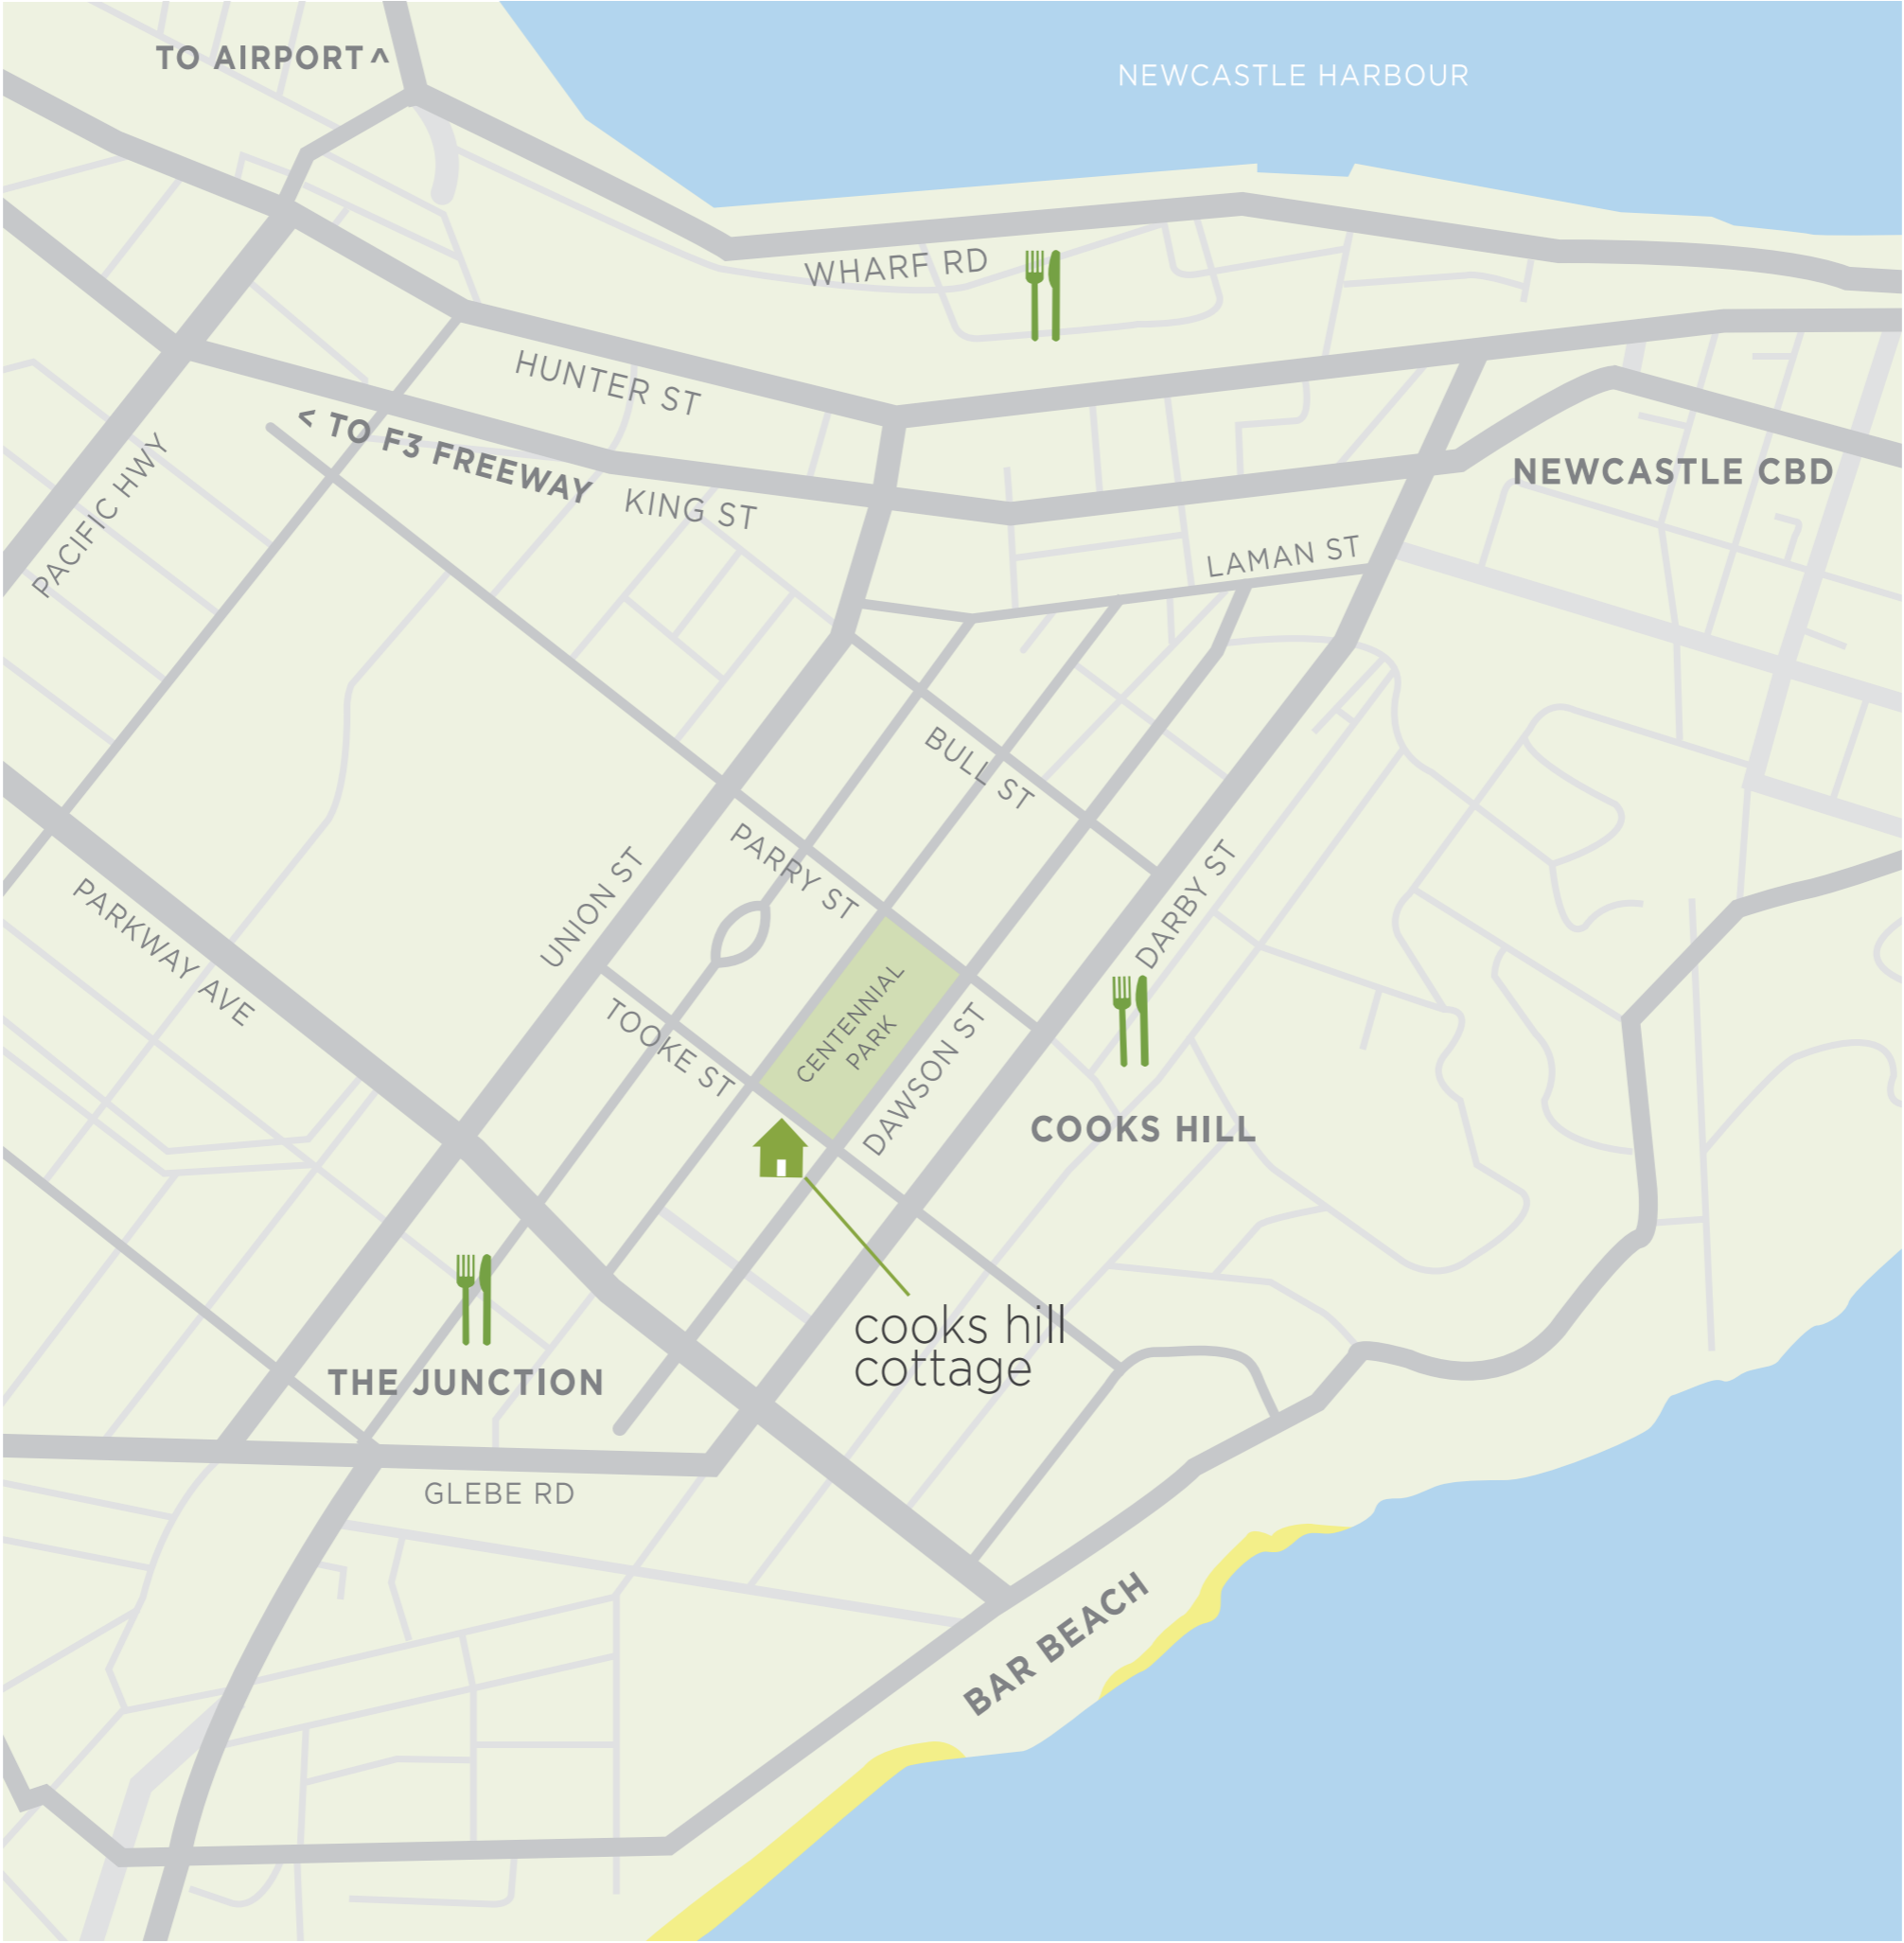 TO AIRPORT ^
NEWCASTLE HARBOUR
WHARF RD
HUNTER ST
< TO F3 FREEWAY
KING ST
PACIFIC HWY
NEWCASTLE CBD
LAMAN ST
BULL ST
PARRY ST
UNION ST
DARBY ST
PARKWAY AVE
CENTENNIAL
PARK
TOOKE ST
DAWSON ST
COOKS HILL
cooks hill
cottage
THE JUNCTION
GLEBE RD
BAR BEACH